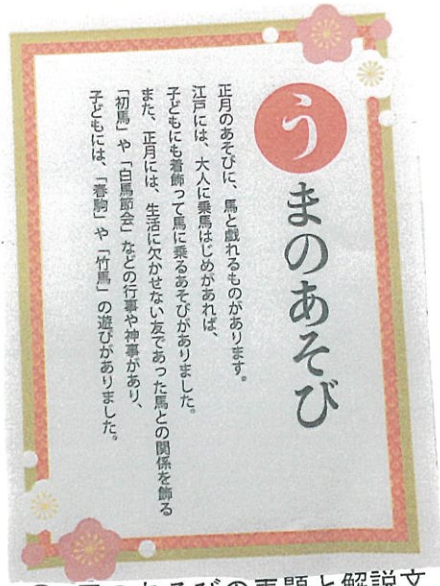 うまのあそび
正月のあそびに、馬と戯れるものがあります。
江戸には、大人に乗馬はじめがあれば、
子どもにも着飾って馬に乗るあそびがありました。
また、正月には、生活に欠かせない友であった馬との関係を飾る
「初馬」や「白馬節会」などの行事や神事があり、
子どもには、「春駒」や「竹馬」の遊びがありました。
のあそびの表題と解説文